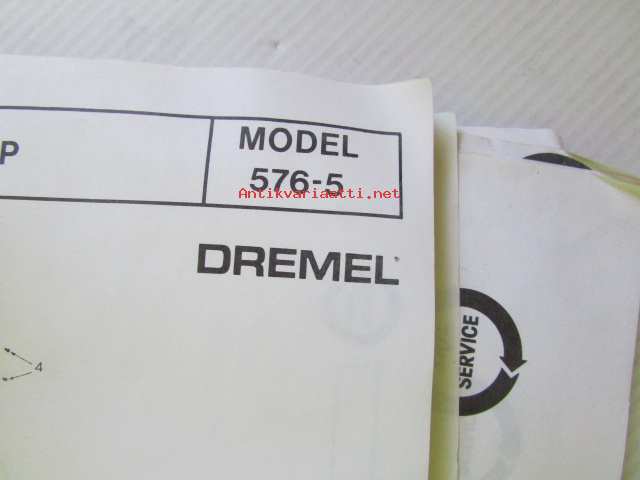 P
MODEL
576-5
Antikvariaatti.net
DREMEL
4
SERVICE